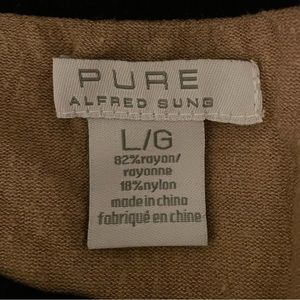 PURE
ALFRED SUNG
L/G
82%rayon/
rayonne
18%nylon
made in china
fabriqué en chine